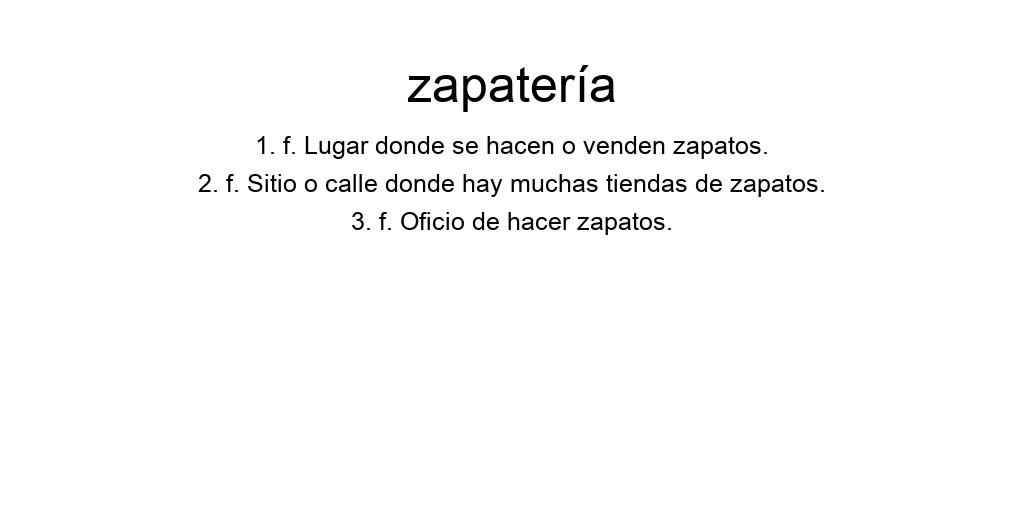 zapatería
1. f. Lugar donde se hacen o venden zapatos.
2. f. Sitio o calle donde hay muchas tiendas de zapatos.
3. f. Oficio de hacer zapatos.